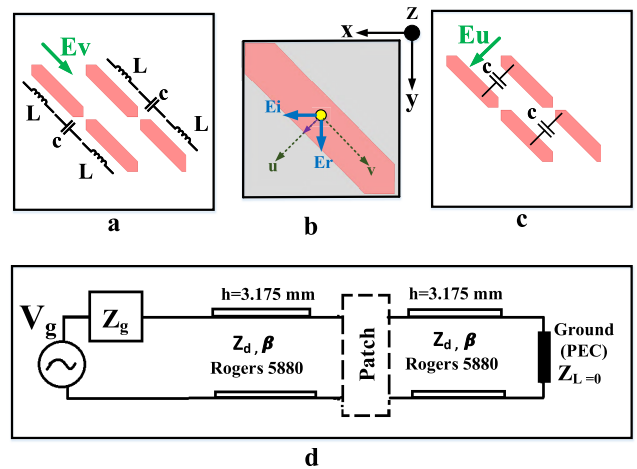 Ev
L
c
L
L
c
L
a
z
x
y
Ei
Er
u
v
b
Eu
c
c
c
h=3.175 mm
h=3.175 mm
Vg
Zg
Zd , β
Rogers 5880
Patch
Zd , β
Rogers 5880
Ground
(PEC)
ZL =0
d